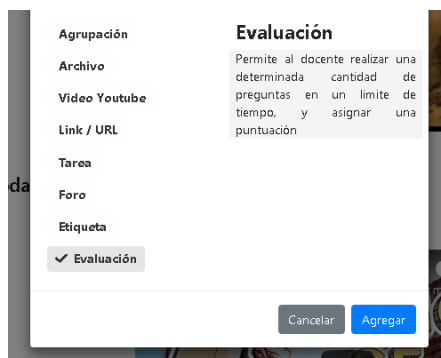 Agrupación
Archivo
Video Youtube
Link / URL
Tarea
Foro
Etiqueta
Evaluación
Evaluación
Permite al docente realizar una
determinada cantidad de
preguntas en un limite de
tiempo, y asignar una
puntuación
oda
Cancelar
Agregar